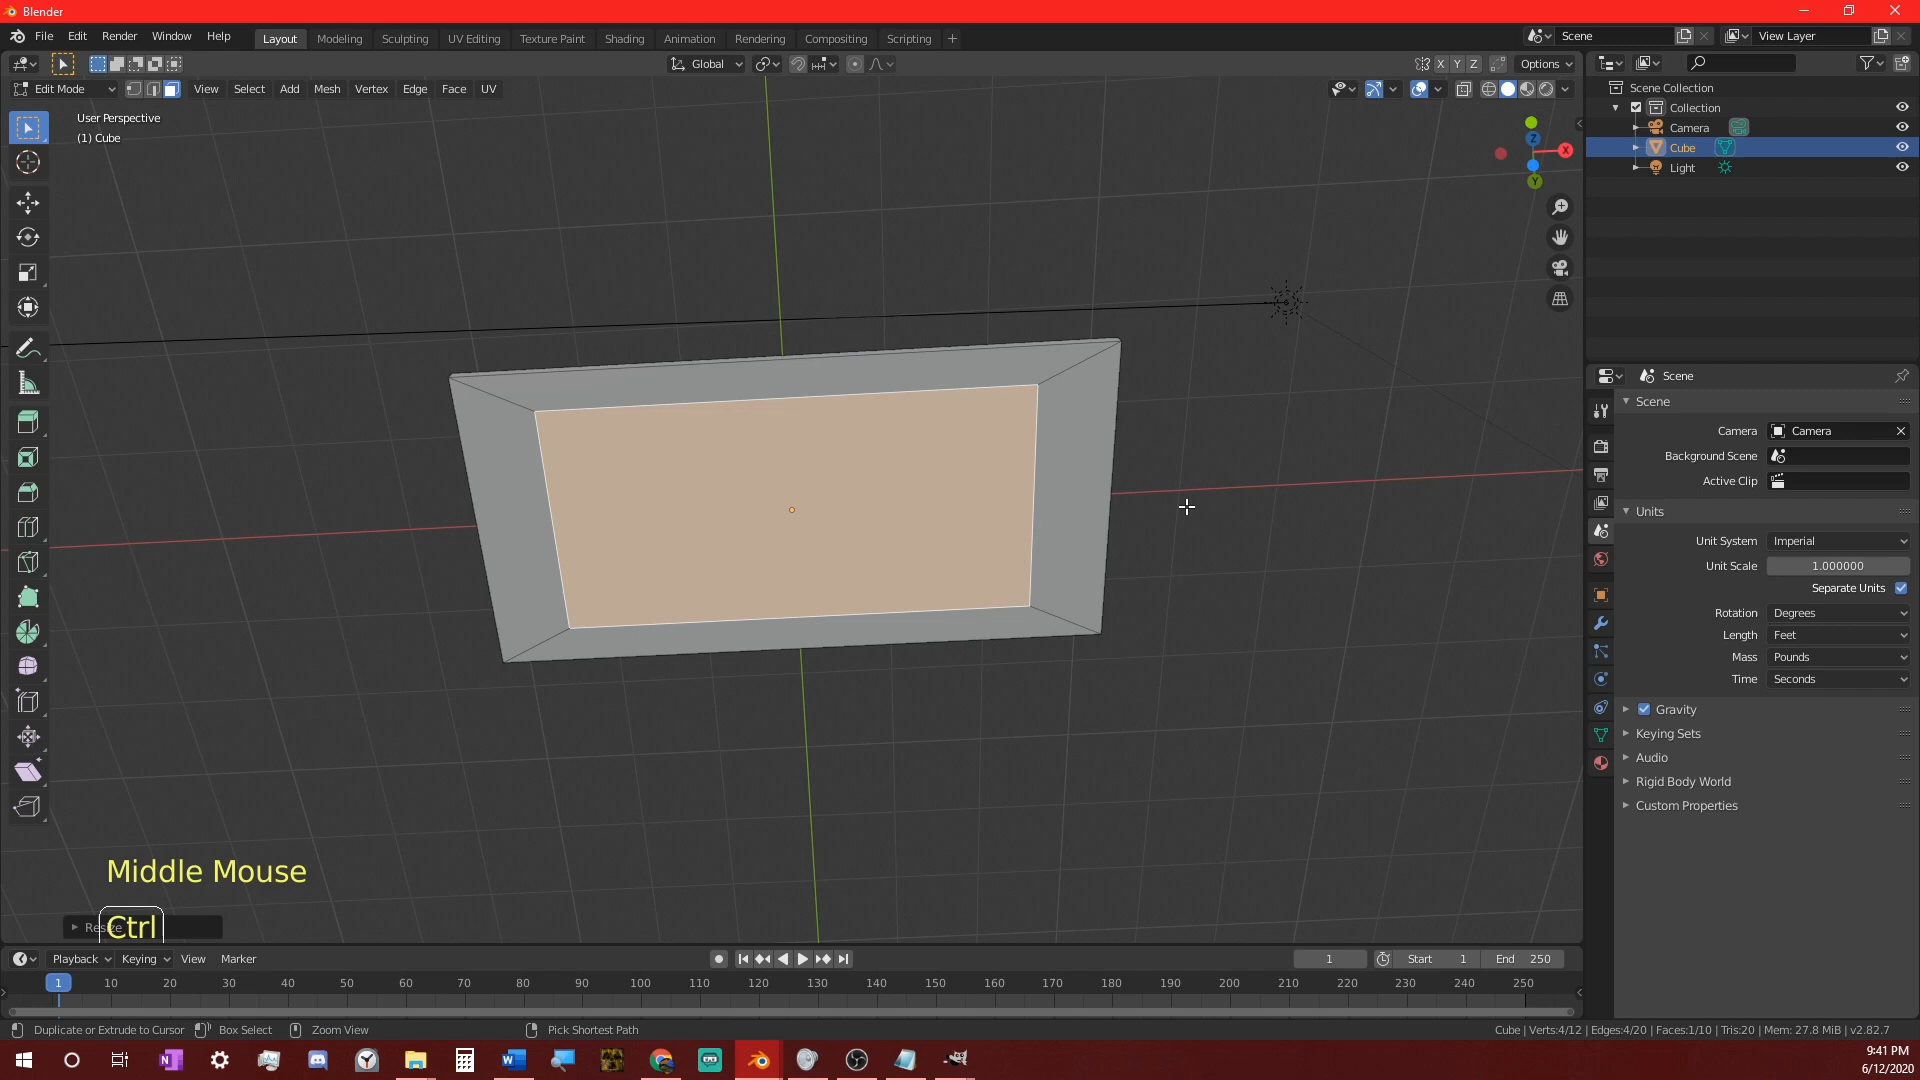 Blender
File Edit Render Window Help
Layout Modeling Sculpting UV Editing Texture Paint Shading Animation Rendering Compositing Scripting +
Scene
View Layer
Global
X Y Z
Options
Edit Mode
View Select Add Mesh Vertex Edge Face UV
User Perspective
(1) Cube
Z
X
Y
Scene Collection
Collection
Camera
Cube
Light
Scene
Scene
Camera Camera
Background Scene
Active Clip
Units
Unit System Imperial
Unit Scale 1.000000
Separate Units
Rotation Degrees
Length Feet
Mass Pounds
Time Seconds
Gravity
Keying Sets
Audio
Rigid Body World
Custom Properties
Middle Mouse
Ctrl
Playback Keying View Marker
1
Start 1
End 250
1 10 20 30 40 50 60 70 80 90 100 110 120 130 140 150 160 170 180 190 200 210 220 230 240 250
Duplicate or Extrude to Cursor
Box Select
Zoom View
Pick Shortest Path
Cube | Verts:4/12 | Edges:4/20 | Faces:1/10 | Tris:20 | Mem: 27.8 MiB | v2.82.7
9:41 PM
6/12/2020